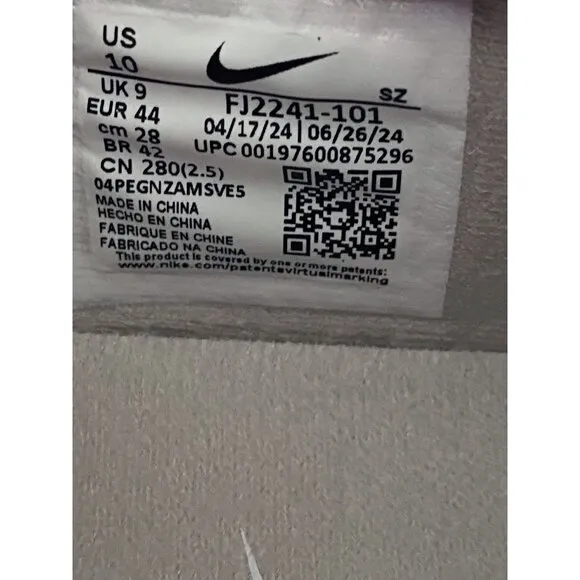 US
10
UK 9
EUR 44
cm 28
BR 42
CN 280(2.5)
SZ
FJ2241-101
04/17/24 | 06/26/24
UPC 00197600875296
04PEGNZAMSVE5
MADE IN CHINA
HECHO EN CHINA
FABRIQUE EN CHINE
FABRICADO NA CHINA
This product is covered by one or more patents:
www.nike.com/patentsvirtualmarking